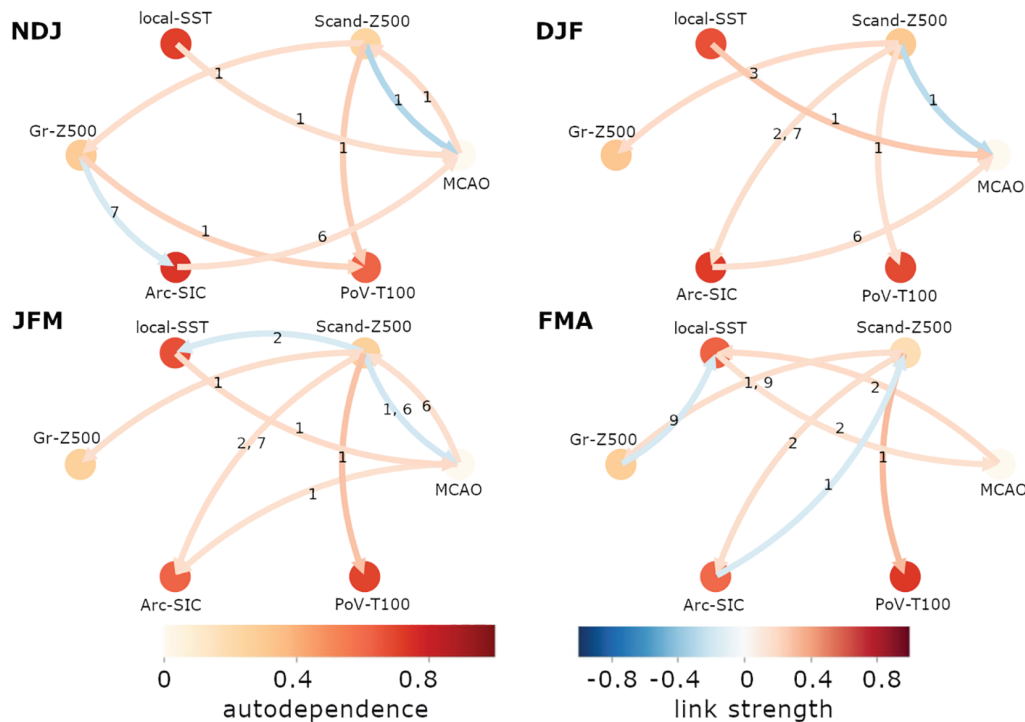 NDJ
local-SST
Scand-Z500
1
1
1
1
1
Gr-Z500
MCAO
7
1
6
Arc-SIC
PoV-T100
DJF
local-SST
Scand-Z500
3
1
1
2, 7
1
Gr-Z500
MCAO
6
Arc-SIC
PoV-T100
JFM
local-SST
Scand-Z500
2
1
1, 6
6
1
2, 7
1
1
Gr-Z500
MCAO
Arc-SIC
PoV-T100
FMA
local-SST
Scand-Z500
1, 9
2
9
2
2
1
1
Gr-Z500
MCAO
Arc-SIC
PoV-T100
0 0.4 0.8
autodependence
-0.8 -0.4 0 0.4 0.8
link strength